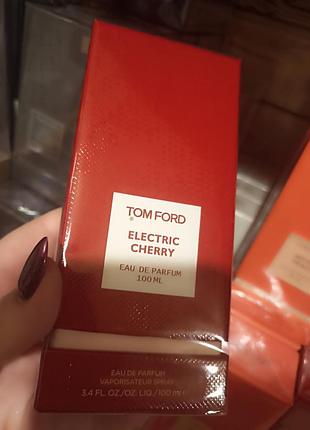 TOM FORD
ELECTRIC
CHERRY
EAU DE PARFUM
100 ML
EAU DE PARFUM
VAPORISATEUR SPRAY
3.4 FL. OZ./OZ. LIQ./100 ml ℮